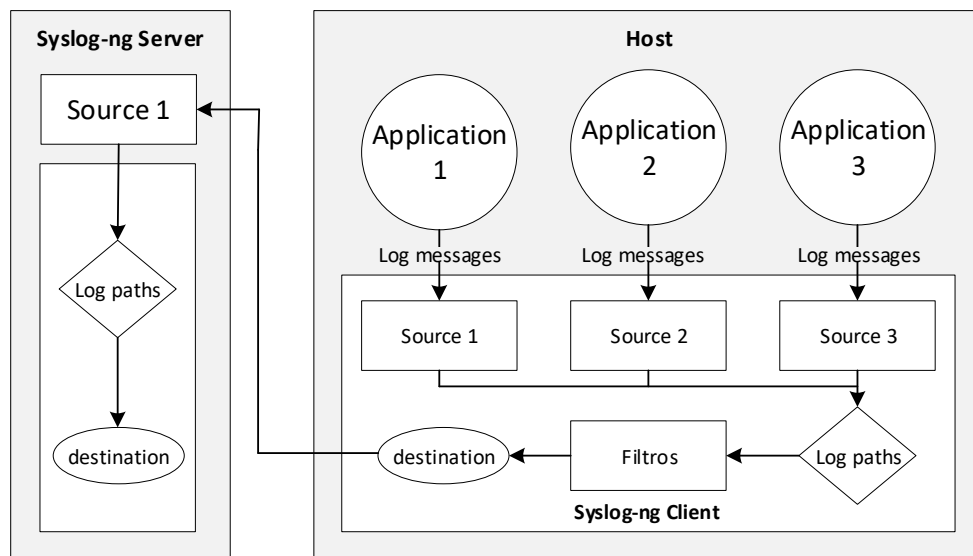 Syslog-ng Server
Source 1
Log paths
destination
Host
Application
1
Application
2
Application
3
Log messages
Log messages
Log messages
Source 1
Source 2
Source 3
destination
Filtros
Log paths
Syslog-ng Client